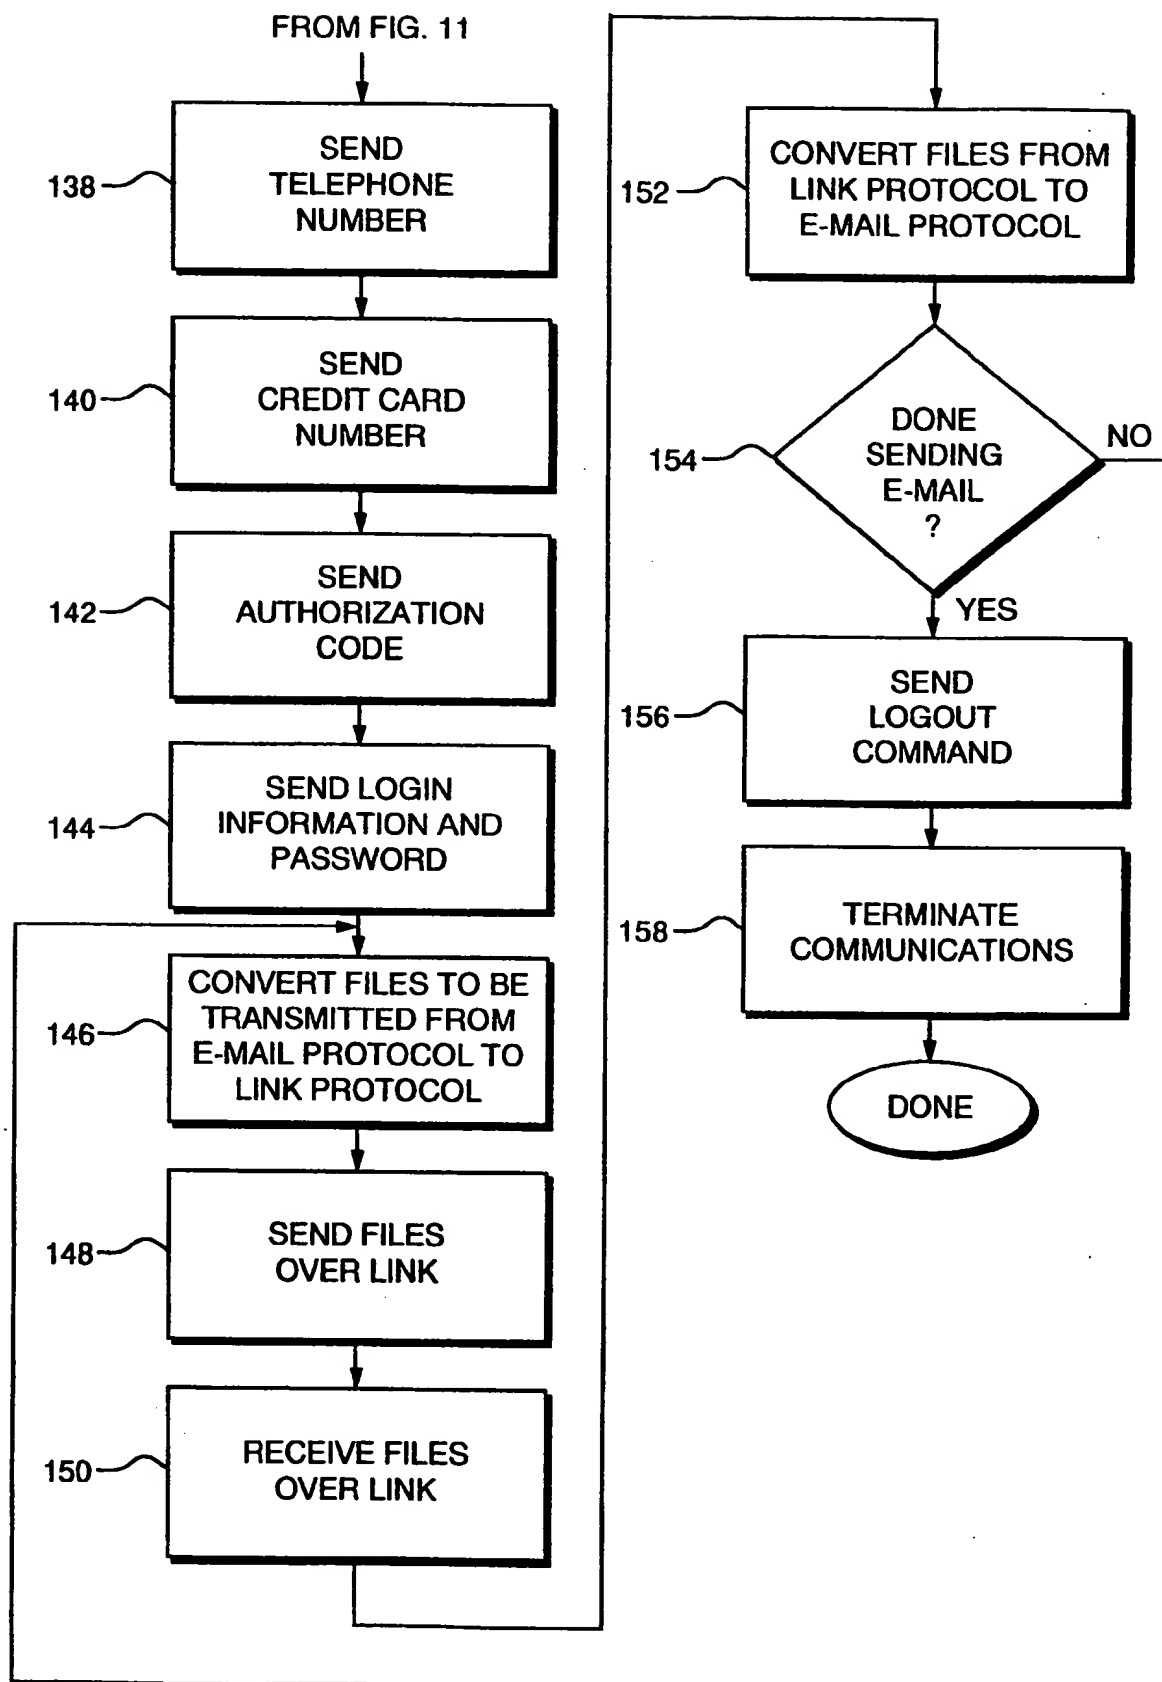 FROM FIG. 11
138
SEND
TELEPHONE
NUMBER
140
SEND
CREDIT CARD
NUMBER
142
SEND
AUTHORIZATION
CODE
144
SEND LOGIN
INFORMATION AND
PASSWORD
146
CONVERT FILES TO BE
TRANSMITTED FROM
E-MAIL PROTOCOL TO
LINK PROTOCOL
148
SEND FILES
OVER LINK
150
RECEIVE FILES
OVER LINK
152
CONVERT FILES FROM
LINK PROTOCOL TO
E-MAIL PROTOCOL
154
DONE
SENDING
E-MAIL
?
NO
YES
156
SEND
LOGOUT
COMMAND
158
TERMINATE
COMMUNICATIONS
DONE